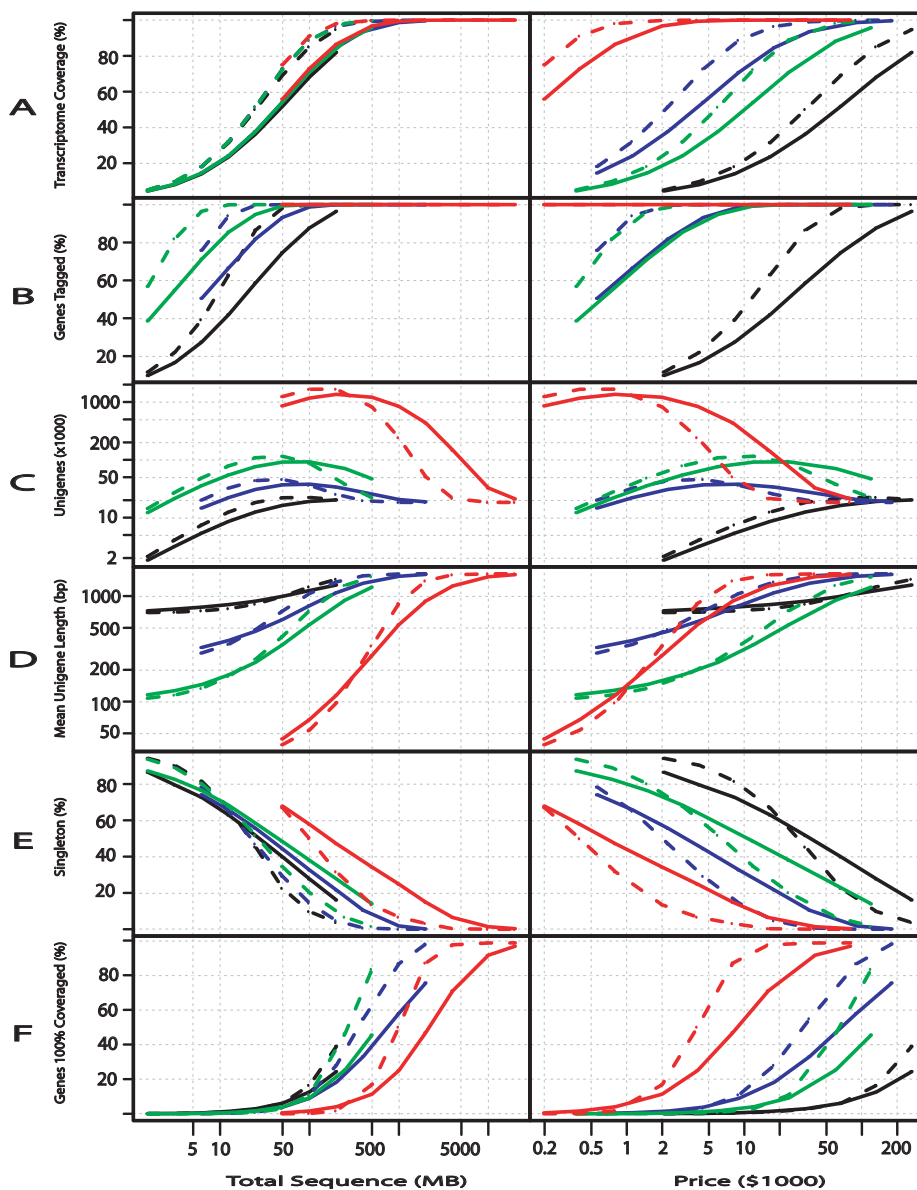 A
Transcriptome Coverage (%)
80
60
40
20
B
Genes Tagged (%)
80
60
40
20
C
Unigenes (x1000)
1000
200
50
10
2
D
Mean Unigene Length (bp)
1000
500
200
100
50
E
Singleton (%)
80
60
40
20
F
Genes 100% Coveraged (%)
80
60
40
20
5 10 50 500 5000
0.2 0.5 1 2 5 10 50 200
Total Sequence (MB)
Price ($1000)